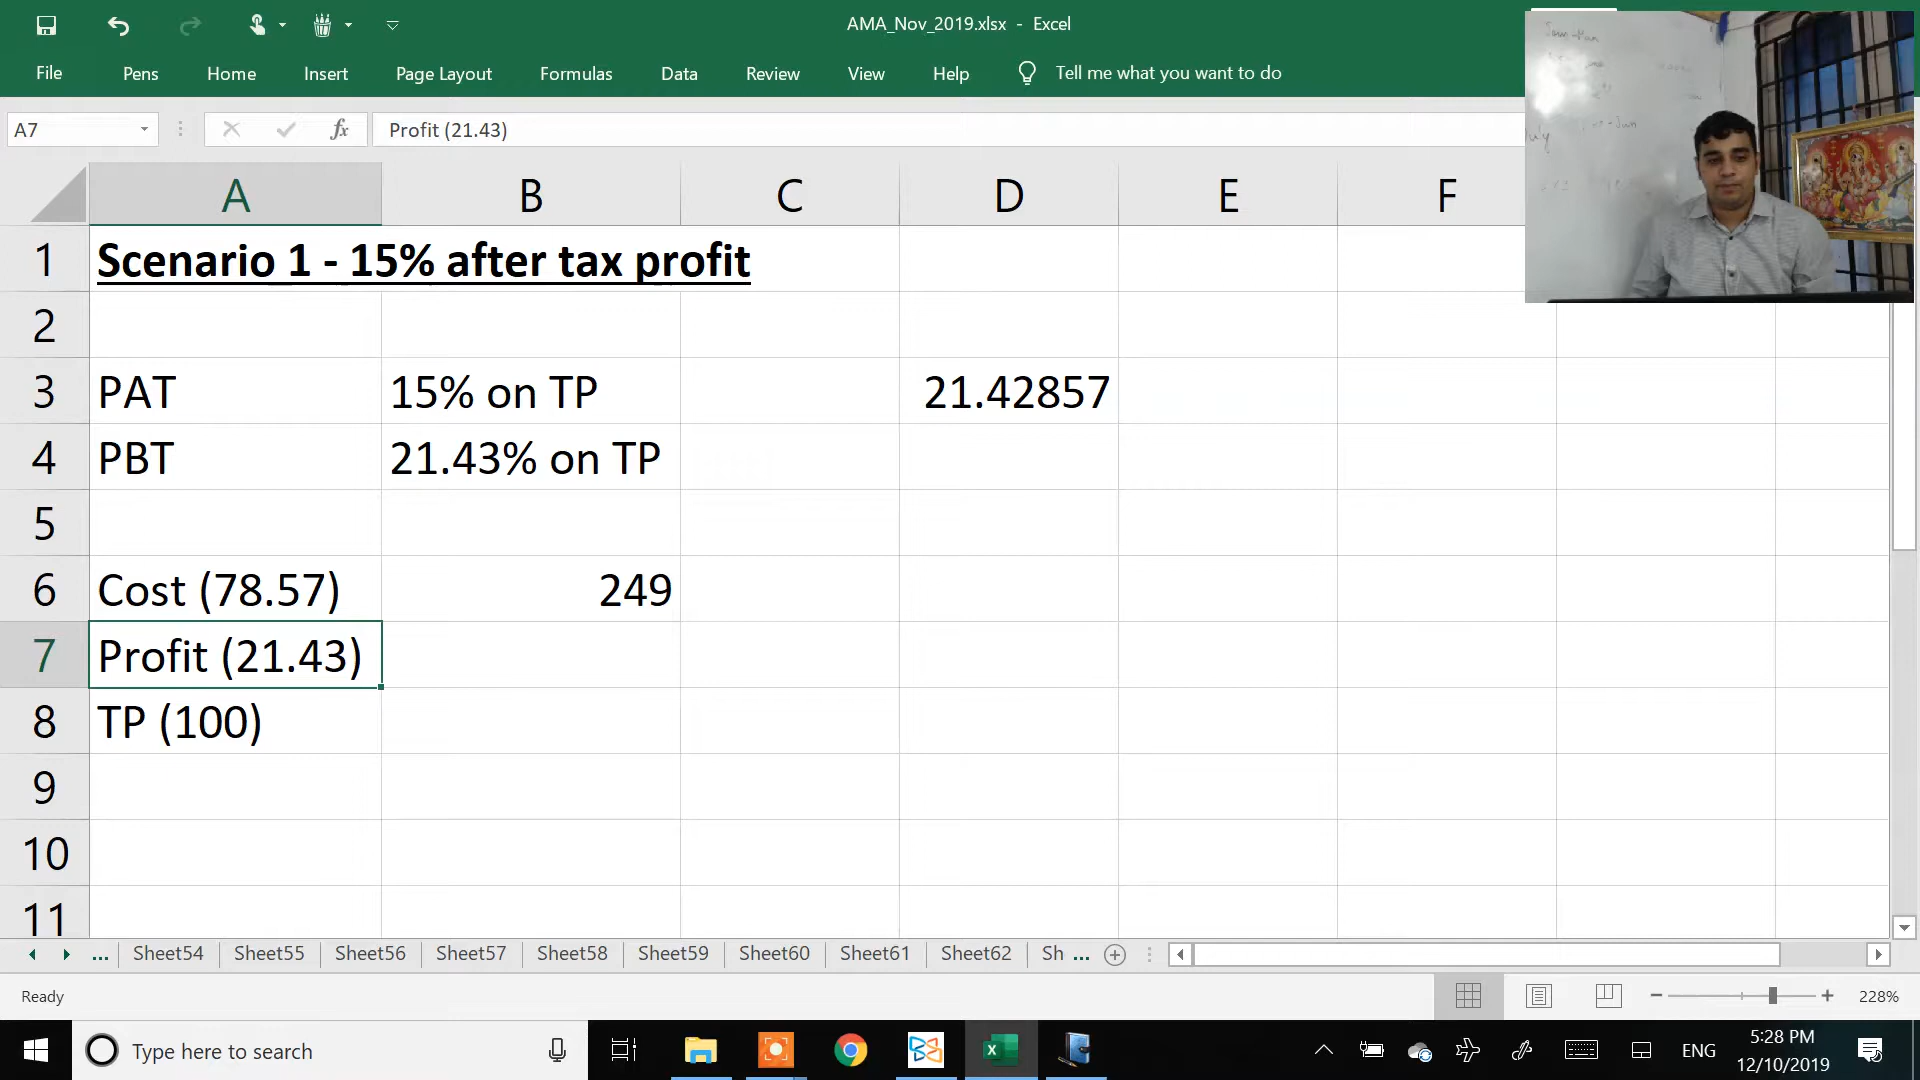 AMA_Nov_2019.xlsx - Excel
File Pens Home Insert Page Layout Formulas Data Review View Help Tell me what you want to do
A7 fx Profit (21.43)
A B C D E F
1 Scenario 1 - 15% after tax profit
2
3 PAT 15% on TP 21.42857
4 PBT 21.43% on TP
5
6 Cost (78.57) 249
7 Profit (21.43)
8 TP (100)
9
10
11
... Sheet54 Sheet55 Sheet56 Sheet57 Sheet58 Sheet59 Sheet60 Sheet61 Sheet62 Sh ...
Ready 228%
Type here to search ENG 5:28 PM
12/10/2019